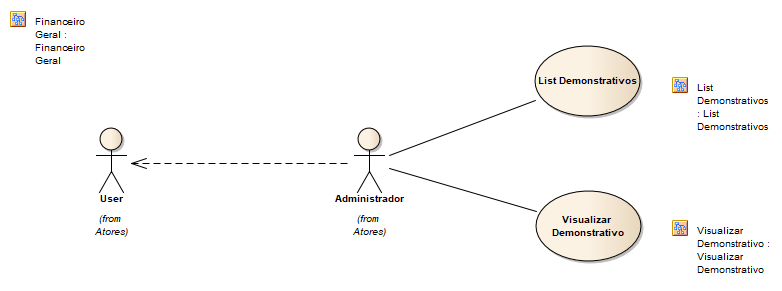 Financeiro
Geral :
Financeiro
Geral
List Demonstrativos
List
Demonstrativos
: List
Demonstrativos
User
(from
Atores)
Administrador
(from
Atores)
Visualizar
Demonstrativo
Visualizar
Demonstrativo :
Visualizar
Demonstrativo